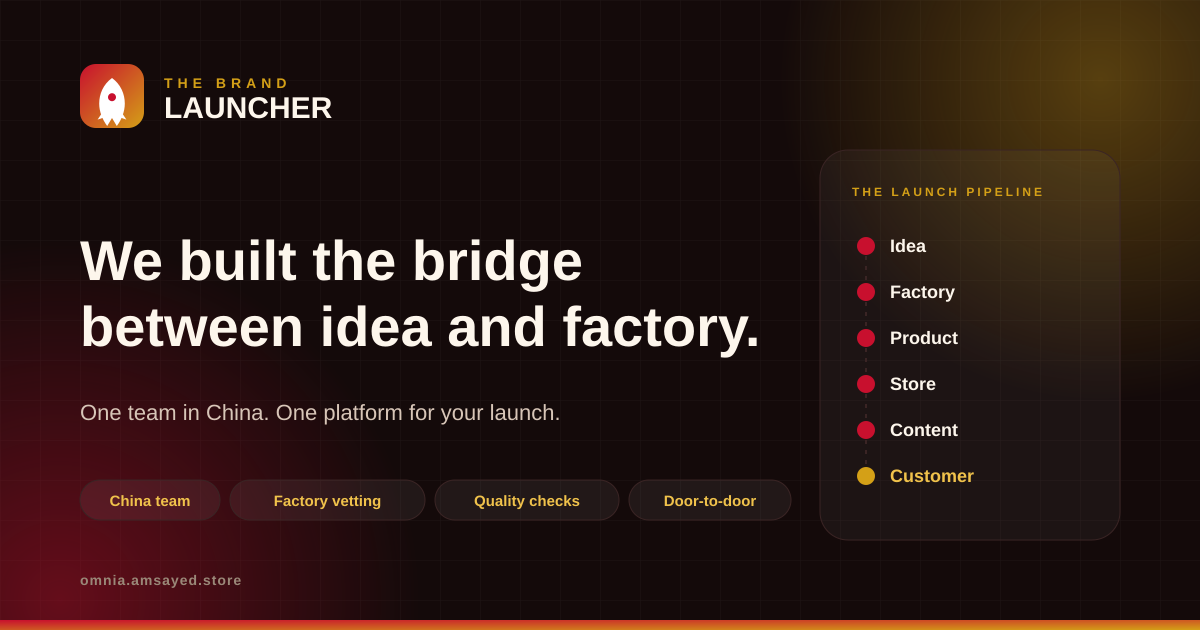 THE BRAND
LAUNCHER
We built the bridge
between idea and factory.
One team in China. One platform for your launch.
China team
Factory vetting
Quality checks
Door-to-door
omnia.amsayed.store
THE LAUNCH PIPELINE
Idea
Factory
Product
Store
Content
Customer